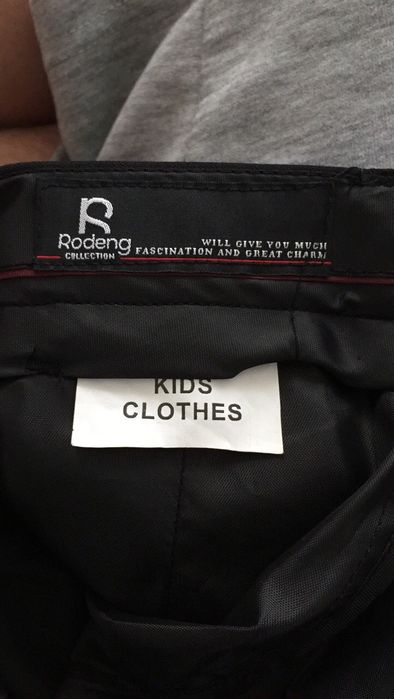 R
Rodeng
COLLECTION
WILL GIVE YOU MUCH
FASCINATION AND GREAT CHARM
KIDS
CLOTHES